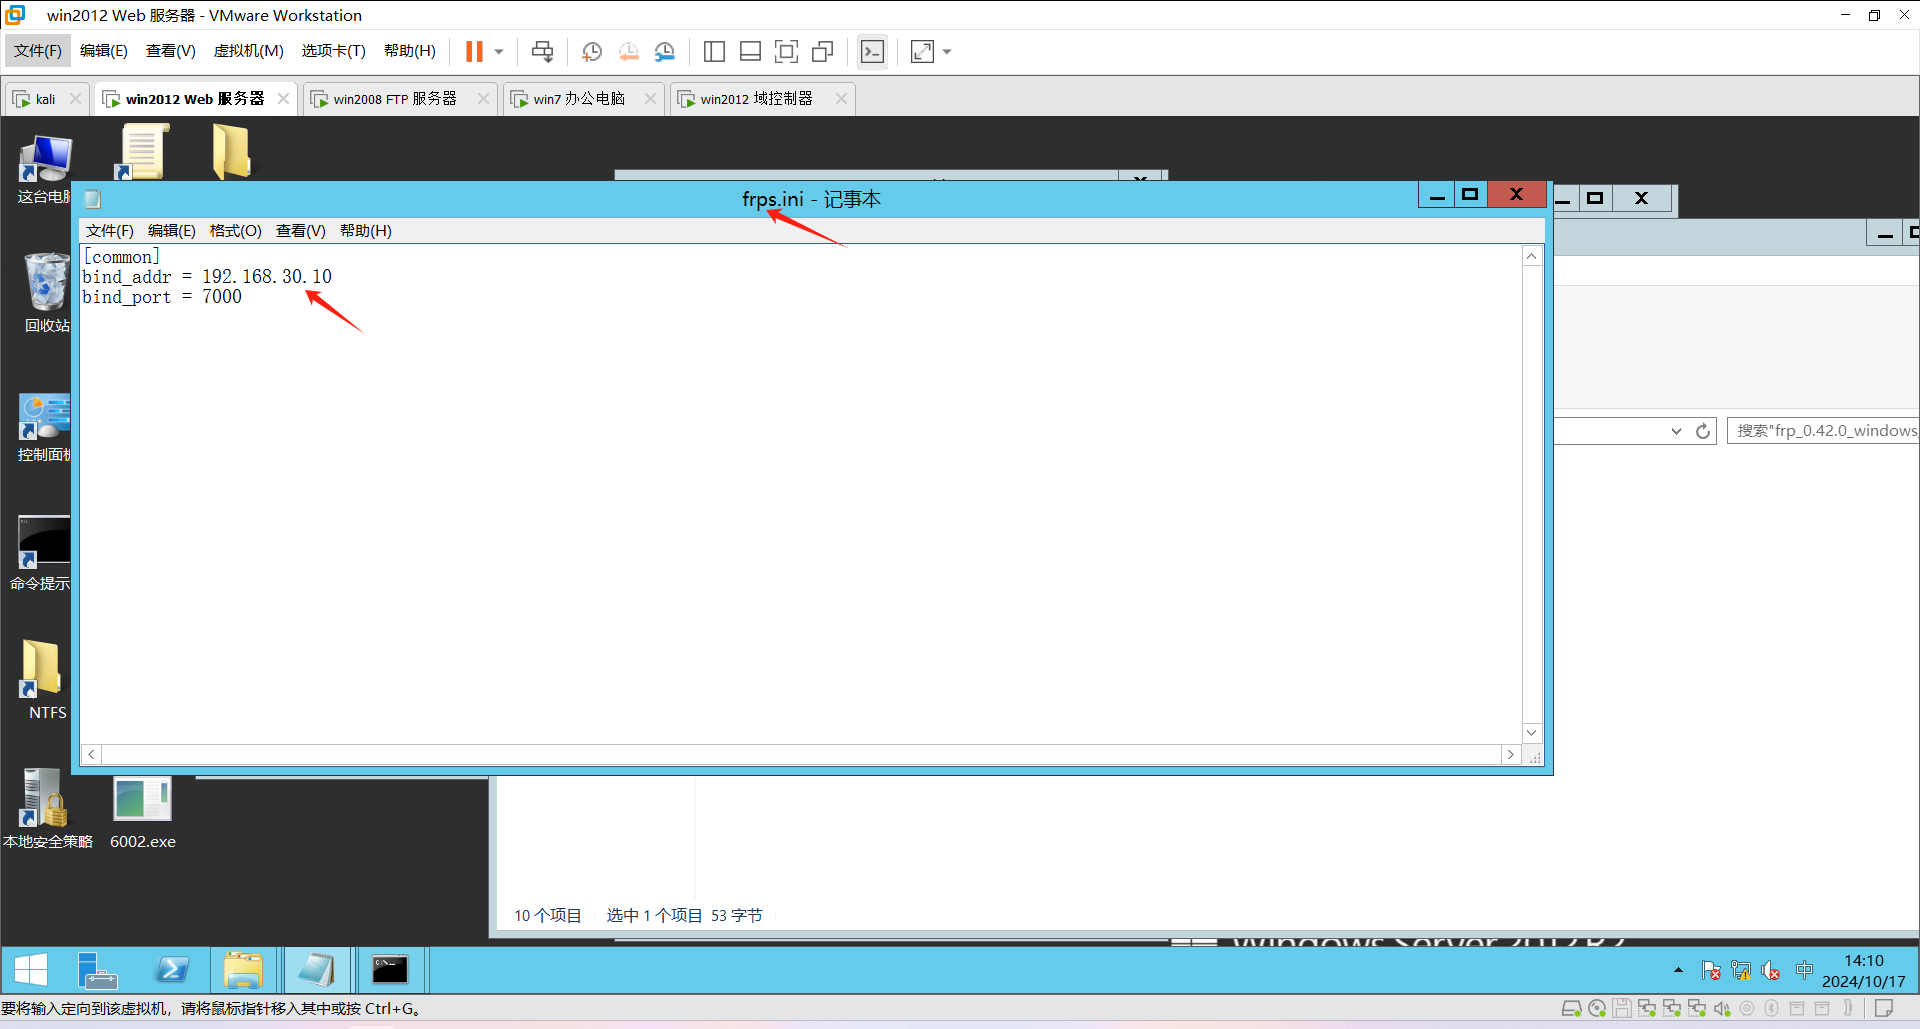 win2012 Web 服务器 - VMware Workstation
文件(F) 编辑(E) 查看(V) 虚拟机(M) 选项卡(T) 帮助(H)
kali
win2012 Web 服务器
win2008 FTP 服务器
win7 办公电脑
win2012 域控制器
这台电脑
frps.ini - 记事本
文件(F) 编辑(E) 格式(O) 查看(V) 帮助(H)
[common]
bind_addr = 192.168.30.10
bind_port = 7000
回收站
搜索"frp_0.42.0_windows_
控制面板
命令提示
NTFS
本地安全策略
6002.exe
10 个项目 选中 1 个项目 53 字节
Windows Server 2012 R2
中
14:10
2024/10/17
要将输入定向到该虚拟机，请将鼠标指针移入其中或按 Ctrl+G。